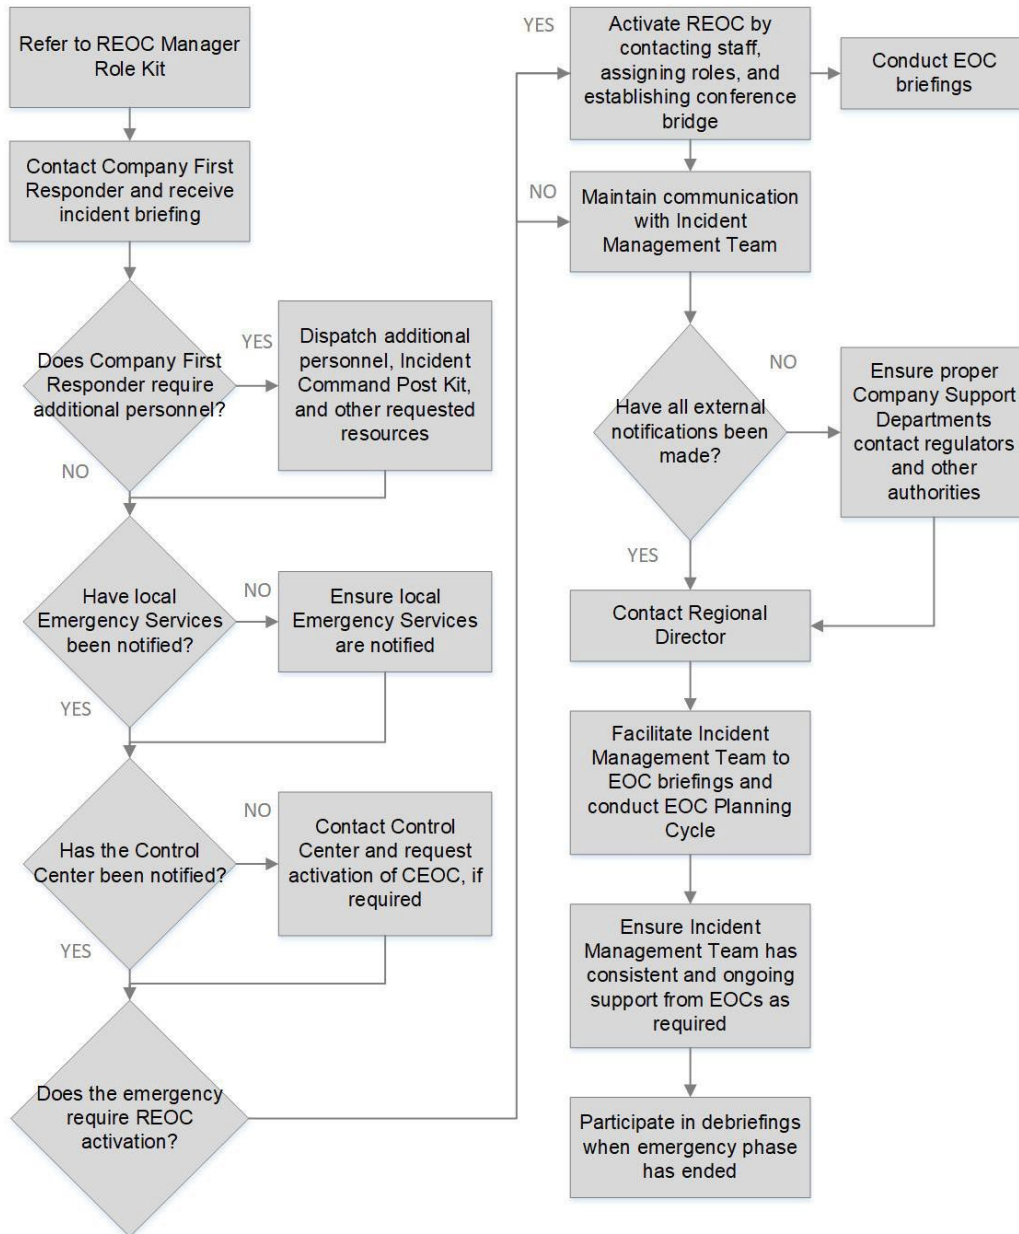 Refer to REOC Manager
Role Kit
Contact Company First
Responder and receive
incident briefing
Does Company First
Responder require
additional personnel?
YES
Dispatch additional
personnel, Incident
Command Post Kit,
and other requested
resources
NO
Have local
Emergency Services
been notified?
NO
Ensure local
Emergency Services
are notified
YES
Has the Control
Center been notified?
NO
Contact Control
Center and request
activation of CEOC, if
required
YES
Does the emergency
require REOC
activation?
YES
Activate REOC by
contacting staff,
assigning roles, and
establishing conference
bridge
Conduct EOC
briefings
NO
Maintain communication
with Incident
Management Team
Have all external
notifications been
made?
NO
Ensure proper
Company Support
Departments
contact regulators
and other
authorities
YES
Contact Regional
Director
Facilitate Incident
Management Team to
EOC briefings and
conduct EOC Planning
Cycle
Ensure Incident
Management Team has
consistent and ongoing
support from EOCs as
required
Participate in debriefings
when emergency phase
has ended